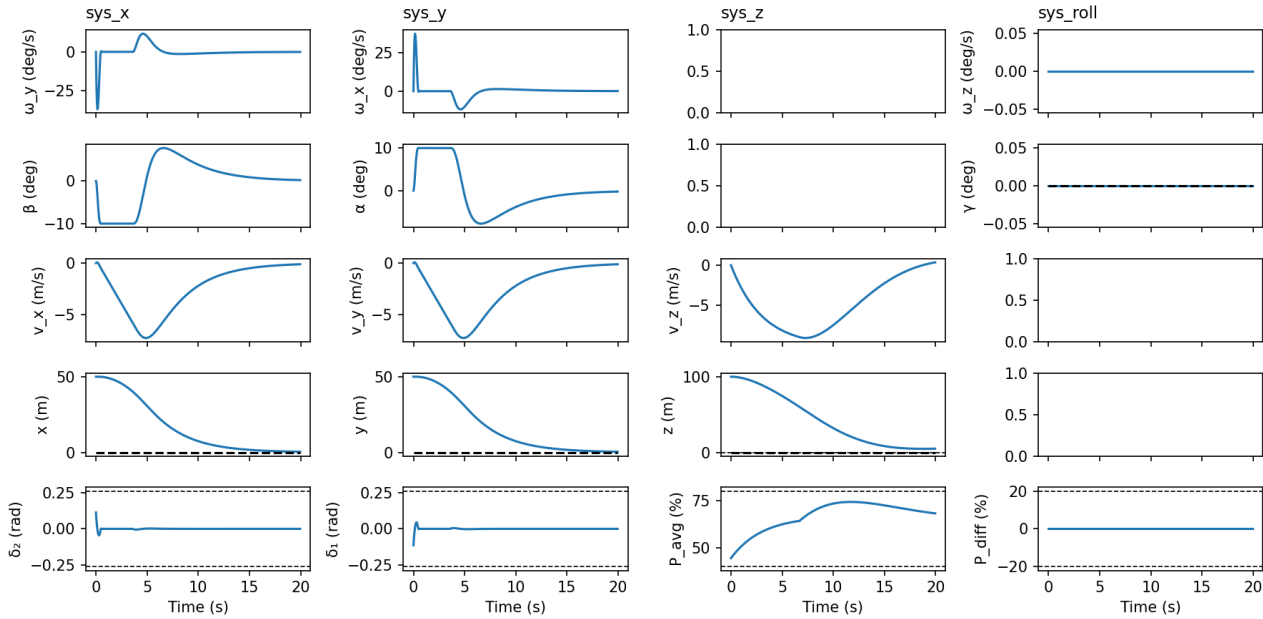 sys_x
sys_y
sys_z
sys_roll
ω_y (deg/s)
0
−25
ω_x (deg/s)
25
0
1.0
0.5
0.0
ω_z (deg/s)
0.05
0.00
−0.05
β (deg)
0
−10
α (deg)
10
0
1.0
0.5
0.0
γ (deg)
0.05
0.00
−0.05
v_x (m/s)
0
−5
v_y (m/s)
0
−5
v_z (m/s)
0
−5
1.0
0.5
0.0
x (m)
50
0
y (m)
50
0
z (m)
100
0
1.0
0.5
0.0
δ₂ (rad)
0.25
0.00
−0.25
0 5 10 15 20
Time (s)
δ₁ (rad)
0.25
0.00
−0.25
0 5 10 15 20
Time (s)
P_avg (%)
75
50
0 5 10 15 20
Time (s)
P_diff (%)
20
0
−20
0 5 10 15 20
Time (s)